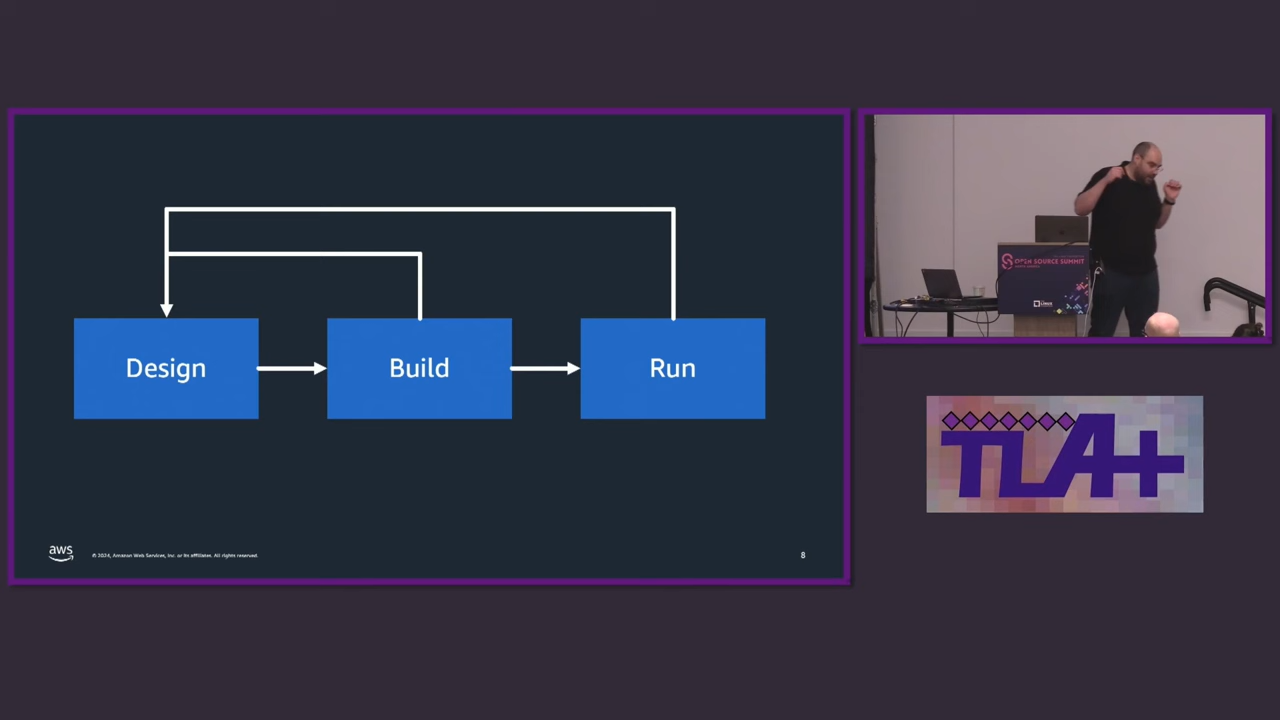 Design
Build
Run
aws
© 2024, Amazon Web Services, Inc. or its affiliates. All rights reserved.
8
OPEN SOURCE SUMMIT
TLA+